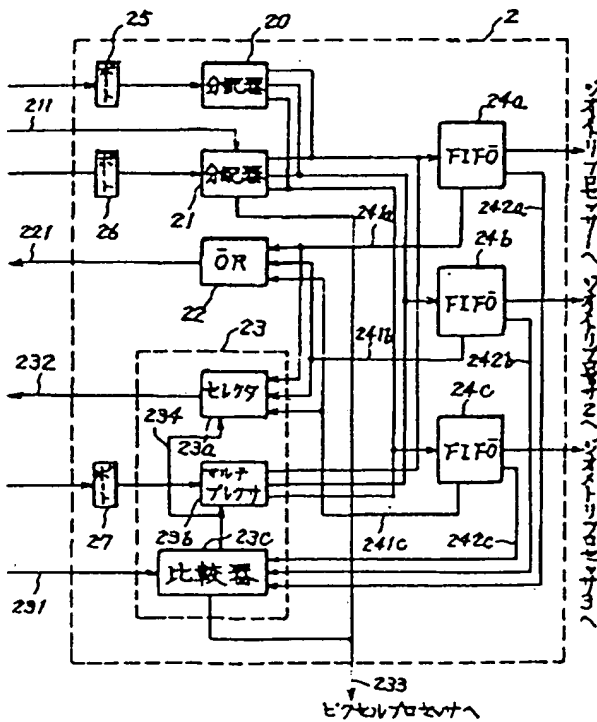 25
20
2
ポート
分配器
211
24a
FIFŌ
ジオメトリプロセッサ1へ
ポート
分配器
26
21
241a
242a
24b
221
ŌR
22
FIFŌ
ジオメトリプロセッサ2へ
23
241b
242b
232
セレクタ
24c
234
23a
FIFŌ
ジオメトリプロセッサ3へ
ポート
マルチ
プレクサ
27
23b
23c
241c
242c
231
比較器
233
ピクセルプロセッサへ